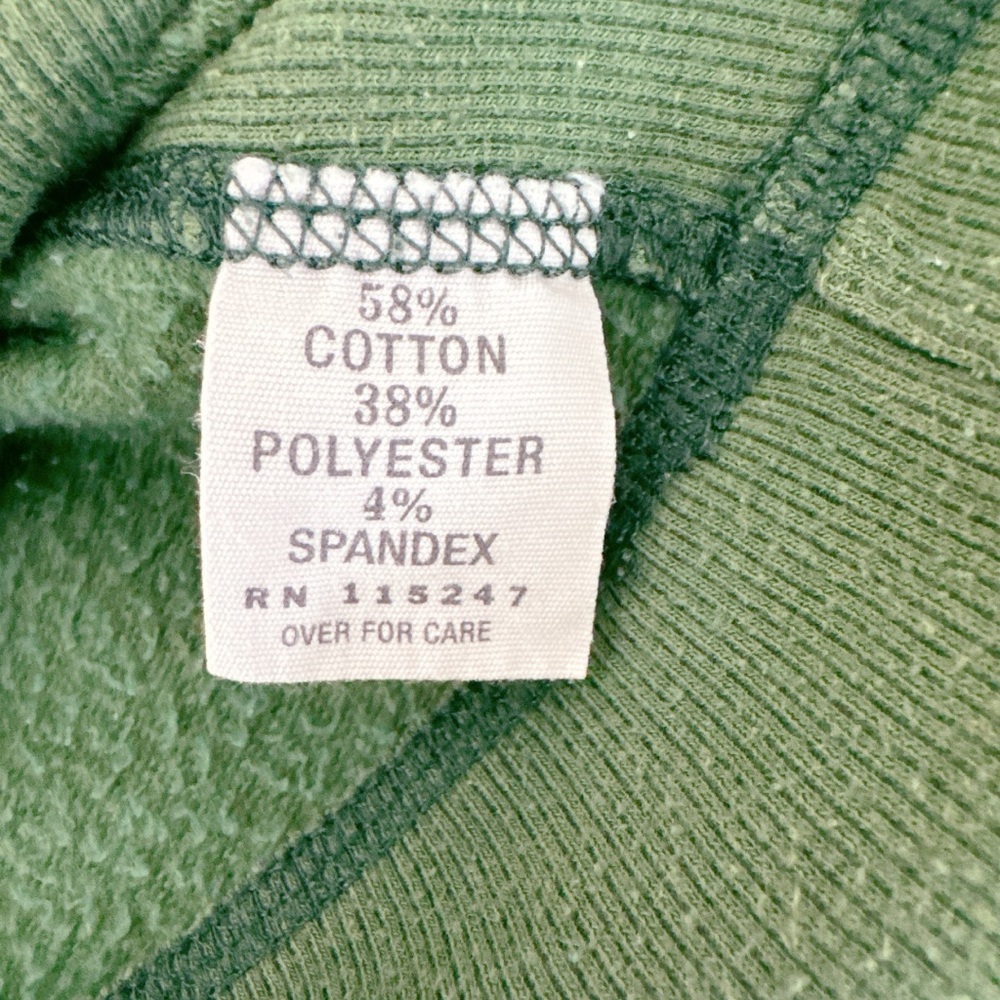 58%
COTTON
38%
POLYESTER
4%
SPANDEX
RN 115247
OVER FOR CARE